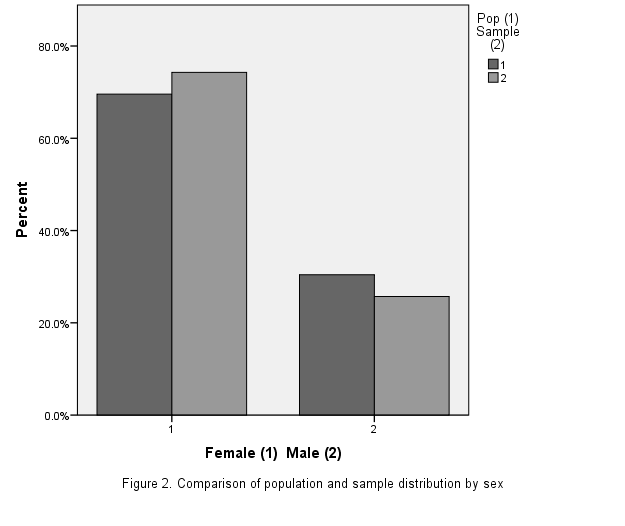 Pop (1)
Sample
(2)
1
2
80.0%
60.0%
40.0%
20.0%
0.0%
Percent
1
2
Female (1) Male (2)
Figure 2. Comparison of population and sample distribution by sex